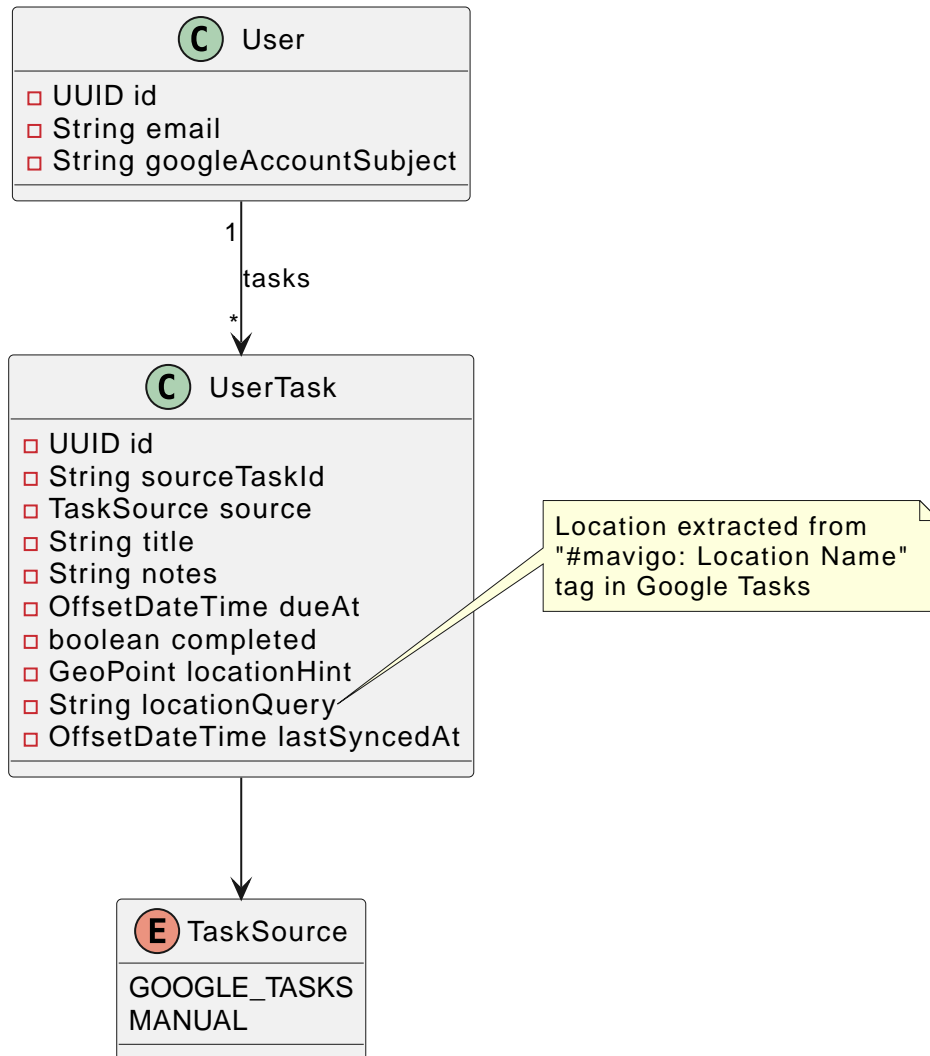 C User
UUID id
String email
String googleAccountSubject
1
tasks
*
C UserTask
UUID id
String sourceTaskId
TaskSource source
String title
String notes
OffsetDateTime dueAt
boolean completed
GeoPoint locationHint
String locationQuery
OffsetDateTime lastSyncedAt
Location extracted from
"#mavigo: Location Name"
tag in Google Tasks
E TaskSource
GOOGLE_TASKS
MANUAL